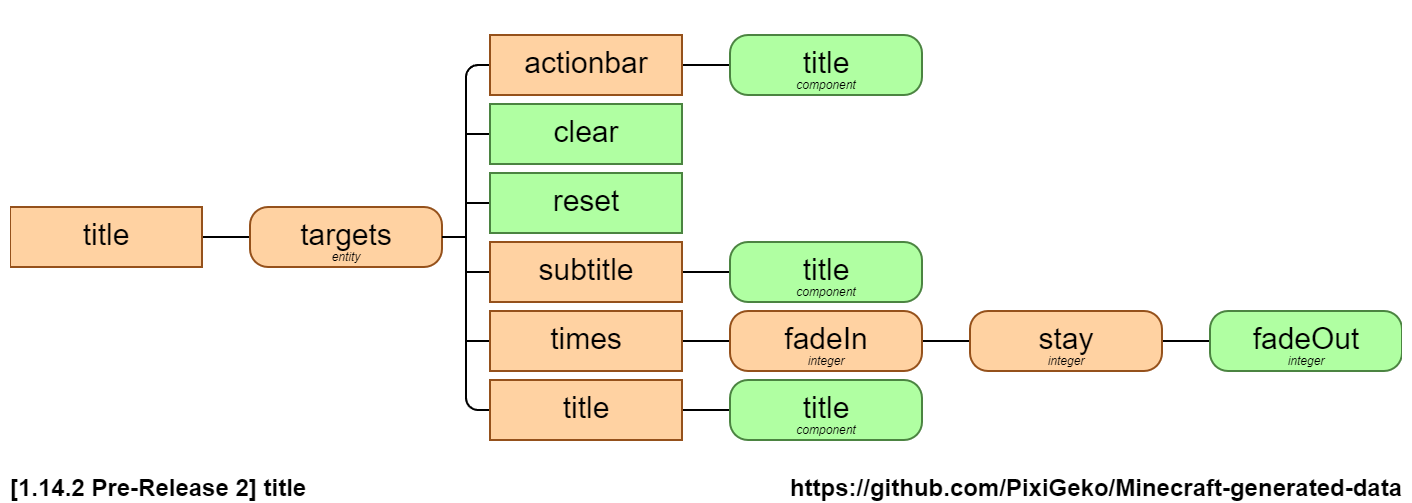 actionbar
title
component
clear
reset
title
targets
entity
subtitle
title
component
times
fadeIn
integer
stay
integer
fadeOut
integer
title
title
component
[1.14.2 Pre-Release 2] title
https://github.com/PixiGeko/Minecraft-generated-data